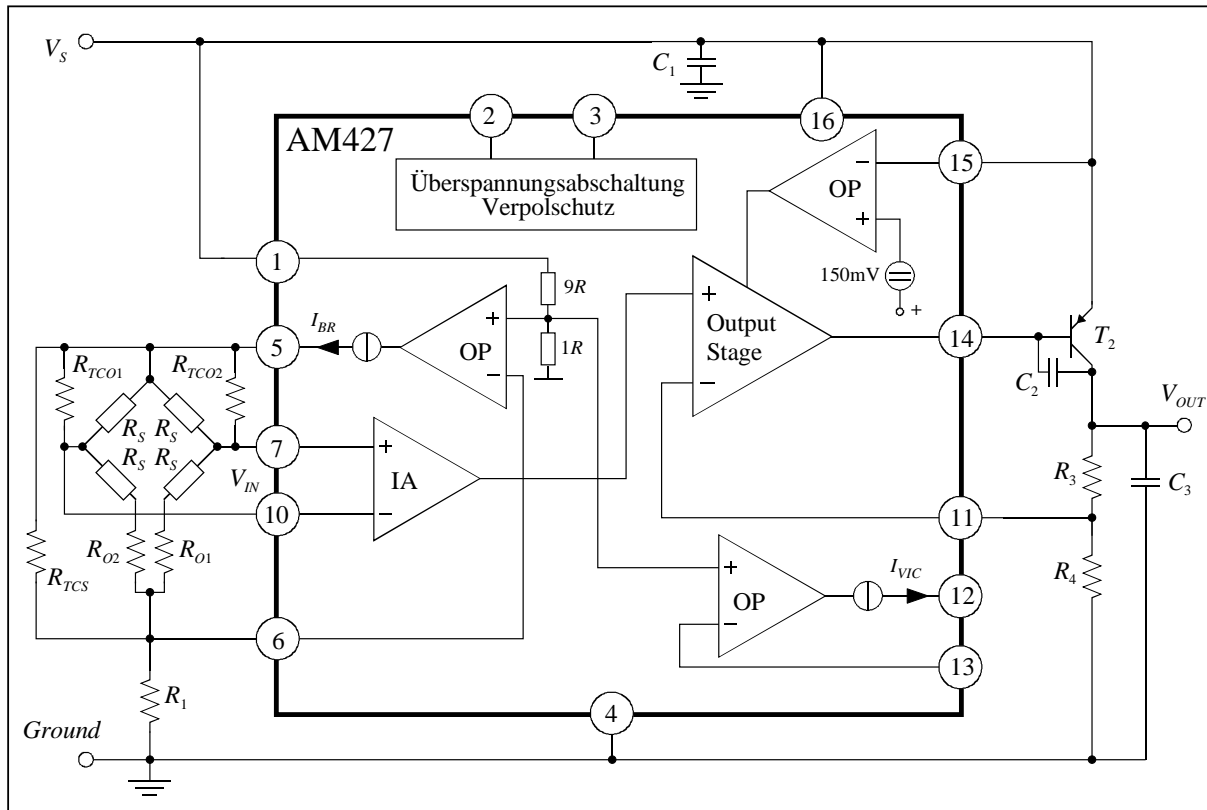 V_S
C_1
2
3
16
AM427
15
Überspannungsabschaltung
Verpolschutz
OP
−
+
150mV
+
1
9R
1R
I_BR
5
OP
+
−
+
−
Output
Stage
14
T_2
C_2
V_OUT
R_TCO1
R_TCO2
R_S
R_S
R_S
R_S
7
V_IN
+
−
IA
10
R_3
C_3
11
R_O2
R_O1
R_TCS
R_4
+
−
OP
I_VIC
12
6
13
R_1
4
Ground